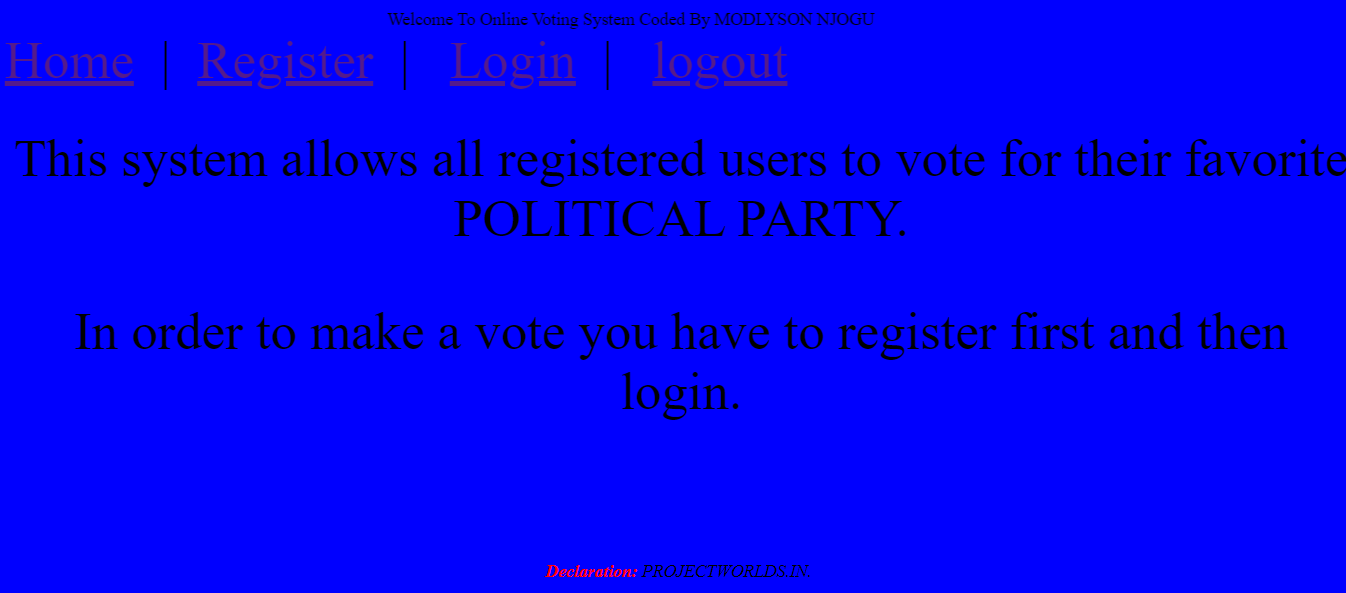 Welcome To Online Voting System Coded By MODLYSON NJOGU
Home | Register | Login | logout
This system allows all registered users to vote for their favorite
POLITICAL PARTY.
In order to make a vote you have to register first and then
login.
Declaration: PROJECTWORLDS.IN.